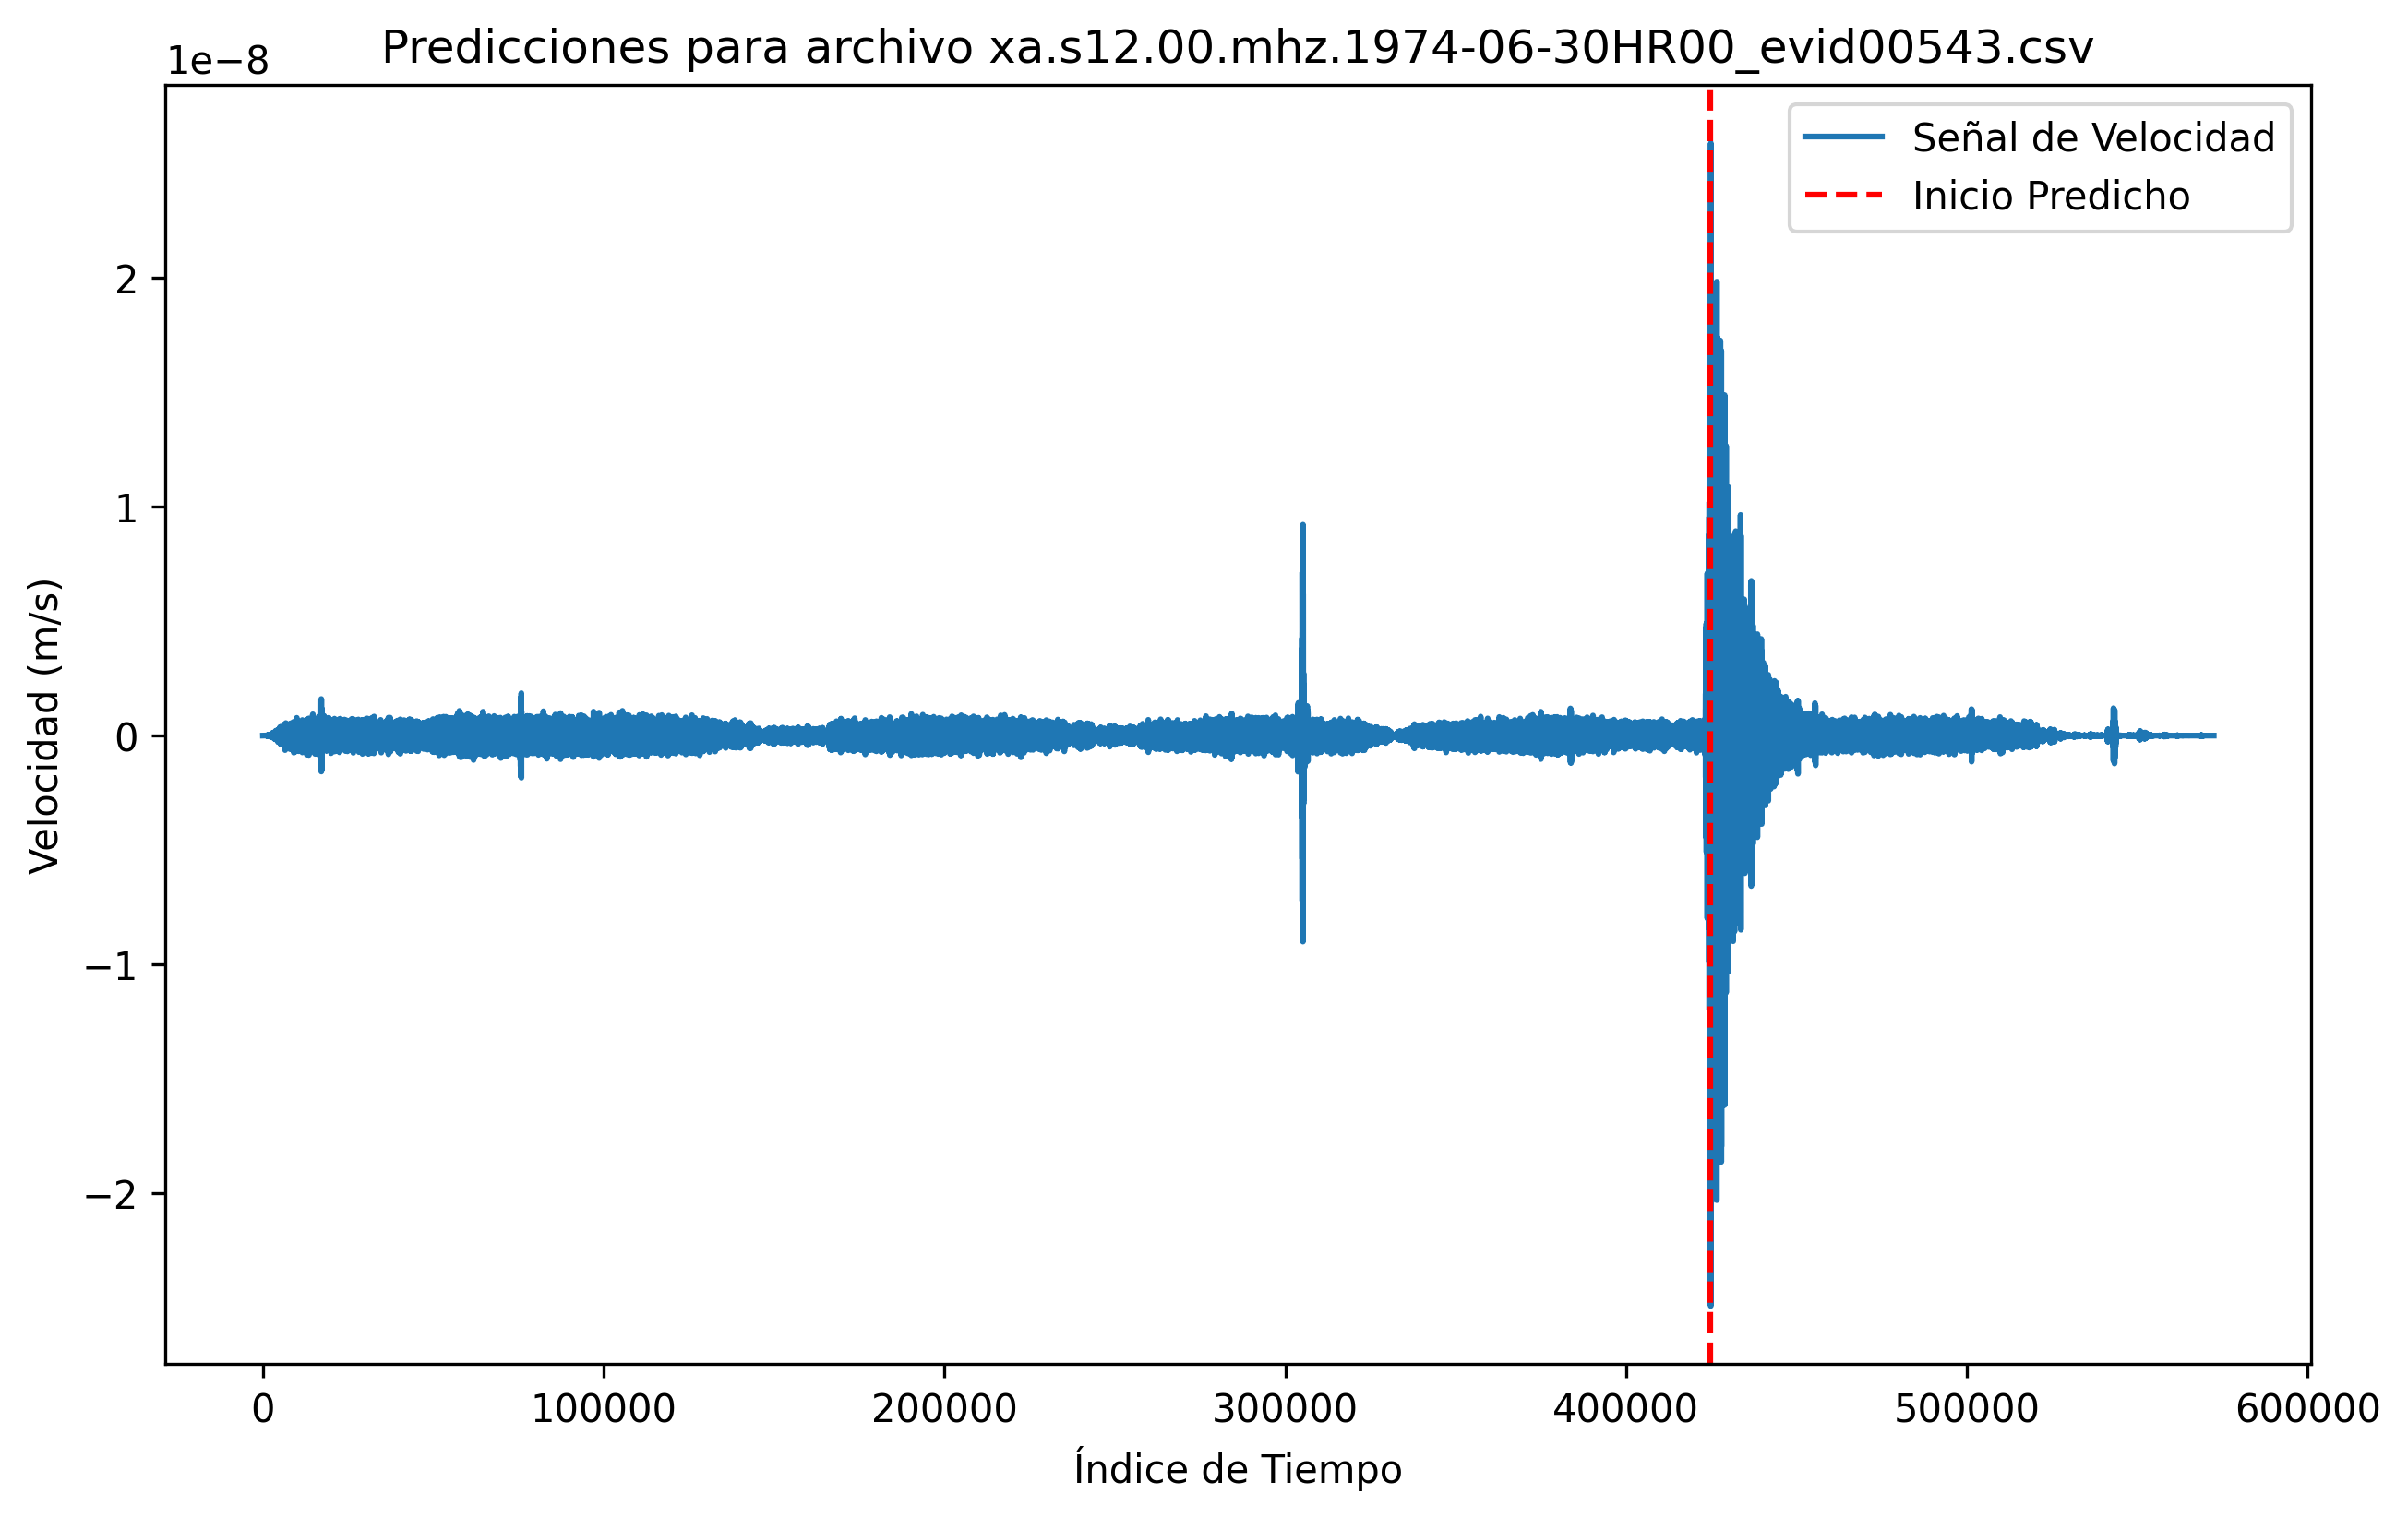 Predicciones para archivo xa.s12.00.mhz.1974-06-30HR00_evid00543.csv
1e−8
Señal de Velocidad
Inicio Predicho
2
1
0
−1
−2
Velocidad (m/s)
0 100000 200000 300000 400000 500000 600000
Índice de Tiempo